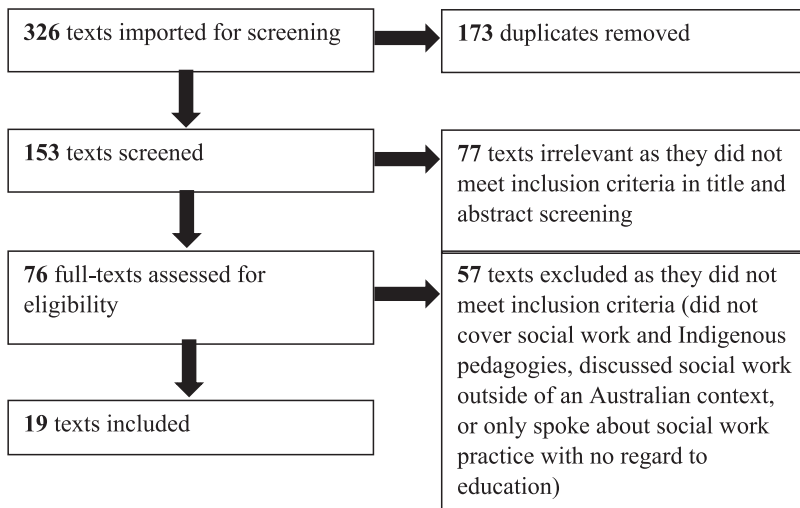 326 texts imported for screening
173 duplicates removed
153 texts screened
77 texts irrelevant as they did not
meet inclusion criteria in title and
abstract screening
76 full-texts assessed for
eligibility
57 texts excluded as they did not
meet inclusion criteria (did not
cover social work and Indigenous
pedagogies, discussed social work
outside of an Australian context,
or only spoke about social work
practice with no regard to
education)
19 texts included